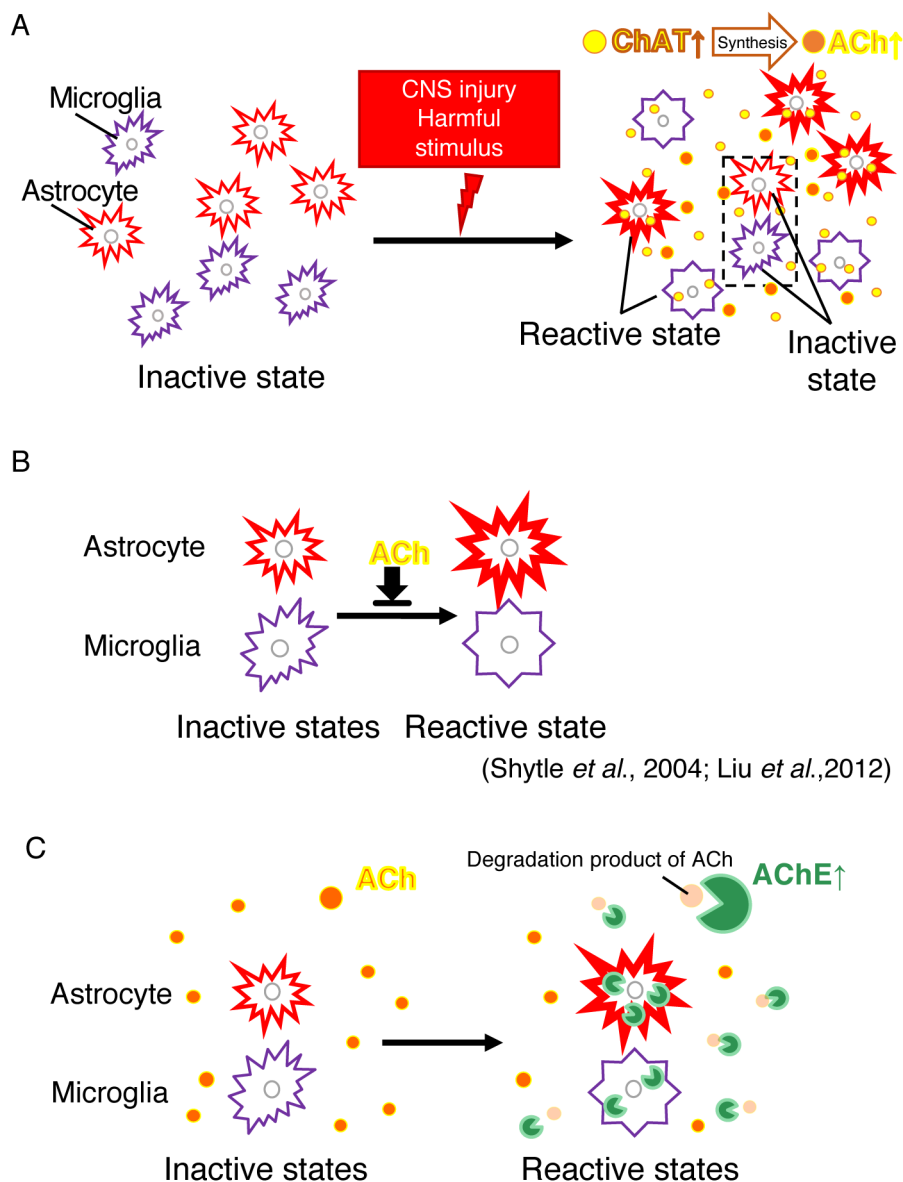 A
ChAT↑ Synthesis ACh↑
Microglia
CNS injury
Harmful
stimulus
Astrocyte
Reactive state
Inactive
state
Inactive state
B
Astrocyte
ACh
Microglia
Inactive states Reactive state
(Shytle et al., 2004; Liu et al.,2012)
C
Degradation product of ACh
ACh
AChE↑
Astrocyte
Microglia
Inactive states Reactive states